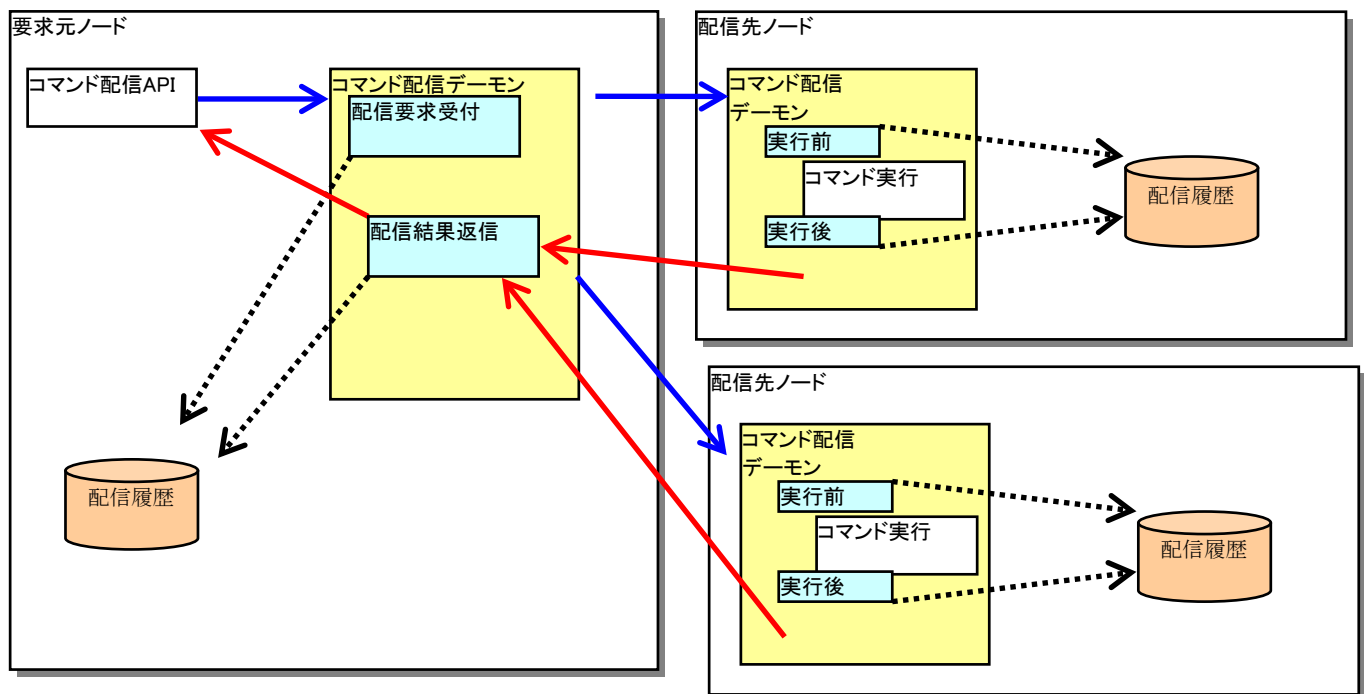 要求元ノード
コマンド配信API
コマンド配信デーモン
配信要求受付
配信結果返信
配信履歴
配信先ノード
コマンド配信
デーモン
実行前
コマンド実行
実行後
配信履歴
配信先ノード
コマンド配信
デーモン
実行前
コマンド実行
実行後
配信履歴